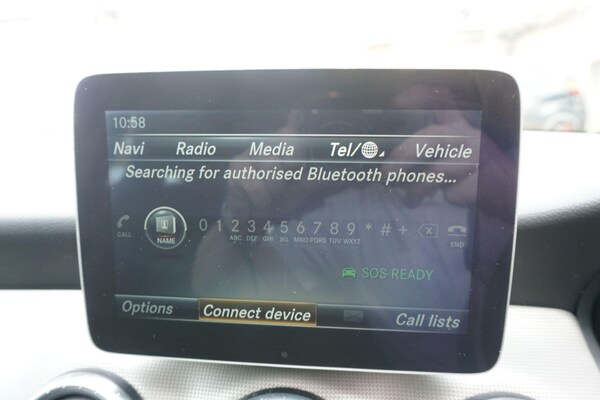 10:58
Navi Radio Media Tel/ Vehicle
Searching for authorised Bluetooth phones...
0 1 2 3 4 5 6 7 8 9 * # +
CALL NAME ABC DEF GHI JKL MNO PQRS TUV WXYZ END
SOS READY
Options Connect device Call lists